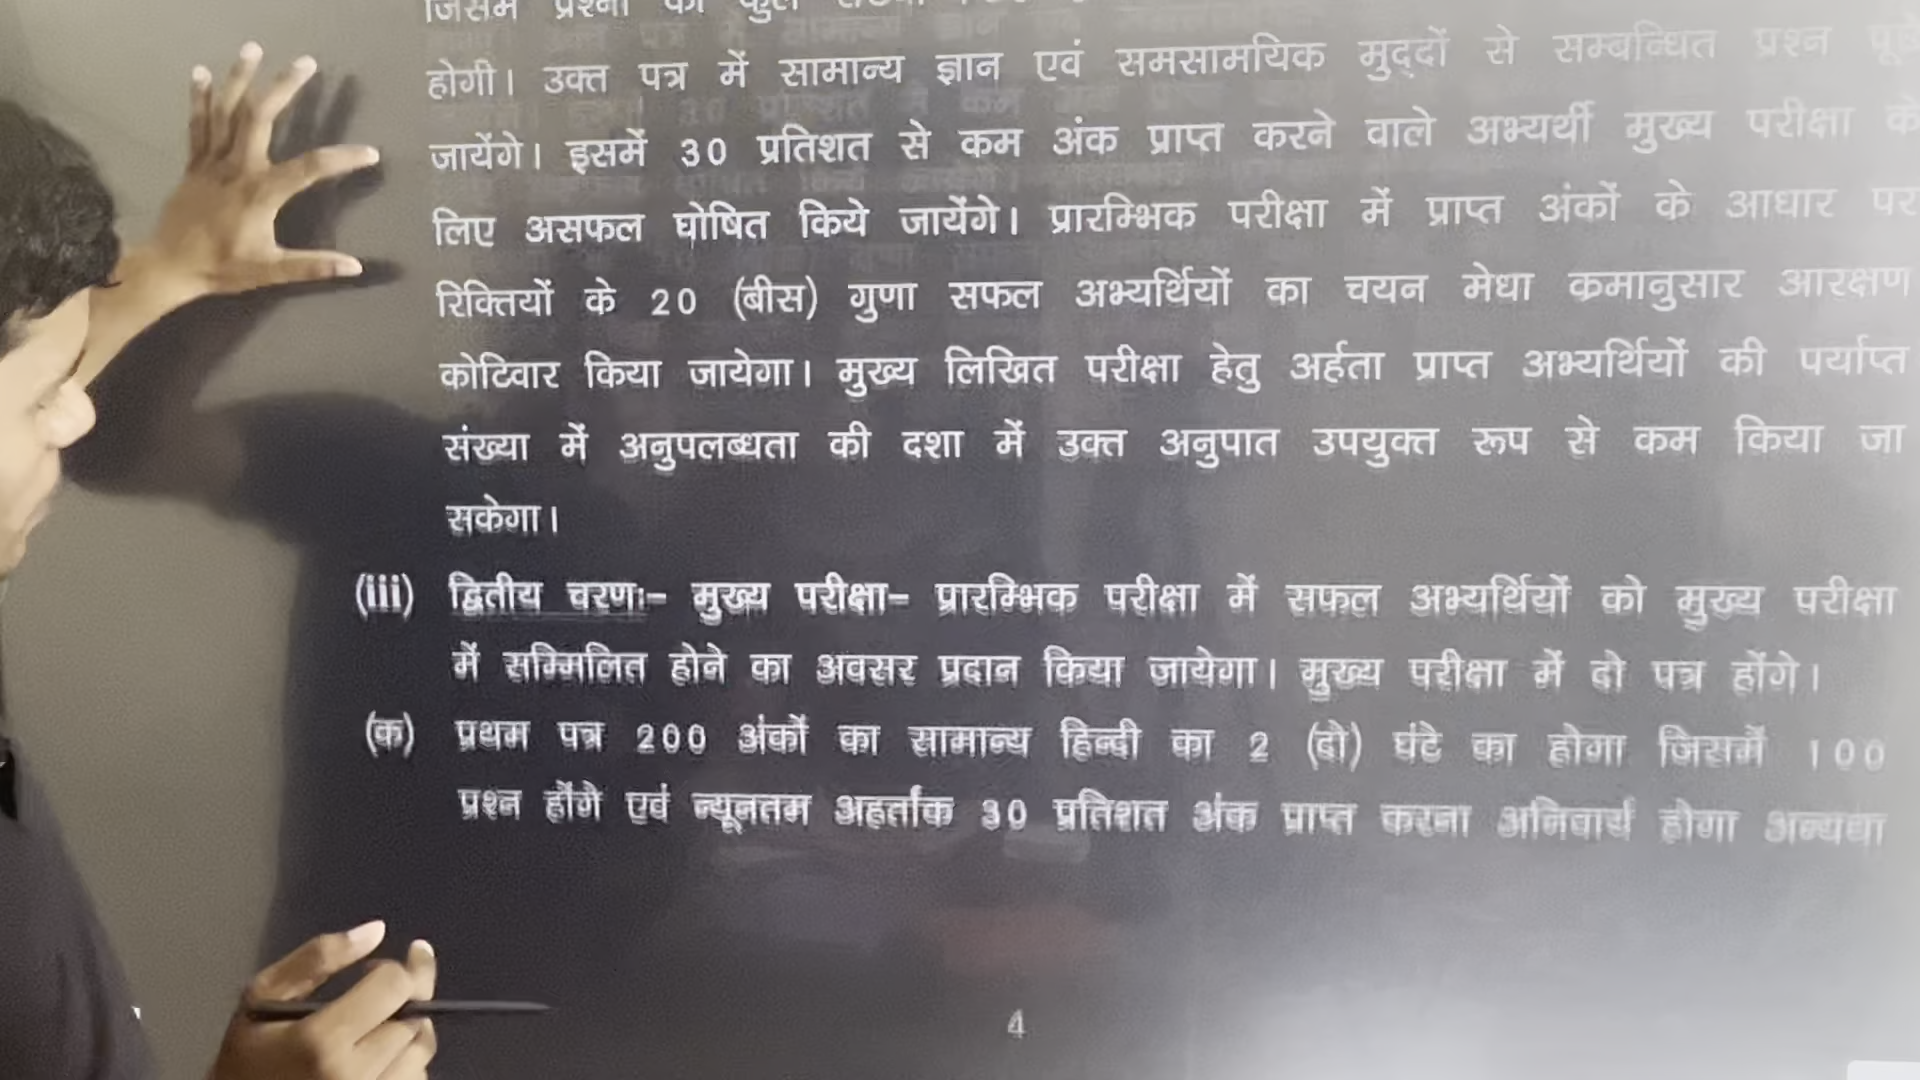 जिसमें प्रश्नों की कुल
होगी। उक्त पत्र में सामान्य ज्ञान एवं समसामयिक मुद्दों से सम्बन्धित प्रश्न
जायेंगे। इसमें 30 प्रतिशत से कम अंक प्राप्त करने वाले अभ्यर्थी मुख्य परीक्षा के
लिए असफल घोषित किये जायेंगे। प्रारम्भिक परीक्षा में प्राप्त अंकों के आधार पर
रिक्तियों के 20 (बीस) गुणा सफल अभ्यर्थियों का चयन मेधा क्रमानुसार आरक्षण
कोटिवार किया जायेगा। मुख्य लिखित परीक्षा हेतु अर्हता प्राप्त अभ्यर्थियों की पर्याप्त
संख्या में अनुपलब्धता की दशा में उक्त अनुपात उपयुक्त रूप से कम किया जा
सकेगा।
(iii) द्वितीय चरणः- मुख्य परीक्षा- प्रारम्भिक परीक्षा में सफल अभ्यर्थियों को मुख्य परीक्षा
में सम्मिलित होने का अवसर प्रदान किया जायेगा। मुख्य परीक्षा में दो पत्र होंगे।
(क) प्रथम पत्र 200 अंकों का सामान्य हिन्दी का 2 (दो) घंटे का होगा जिसमें 100
प्रश्न होंगे एवं न्यूनतम अहर्तांक 30 प्रतिशत अंक प्राप्त करना अनिवार्य होगा अन्यथा
4